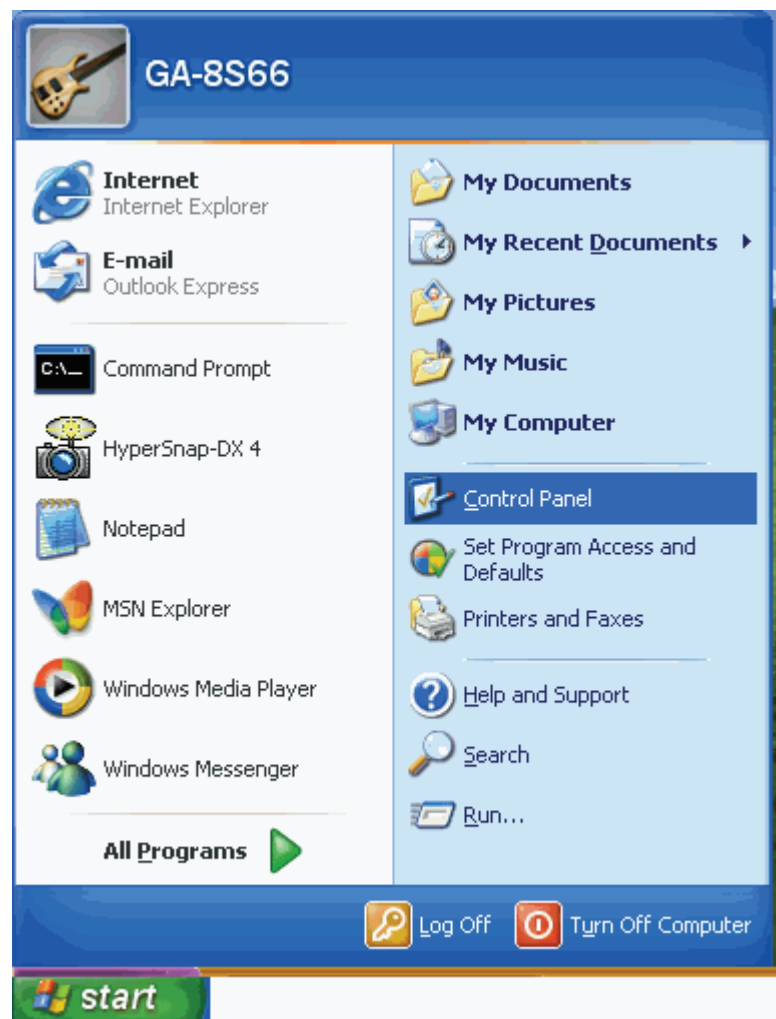 GA-8S66
Internet
Internet Explorer
E-mail
Outlook Express
C:\_
Command Prompt
HyperSnap-DX 4
Notepad
MSN Explorer
Windows Media Player
Windows Messenger
All Programs
My Documents
My Recent Documents
My Pictures
My Music
My Computer
Control Panel
Set Program Access and
Defaults
Printers and Faxes
Help and Support
Search
Run...
Log Off
Turn Off Computer
start